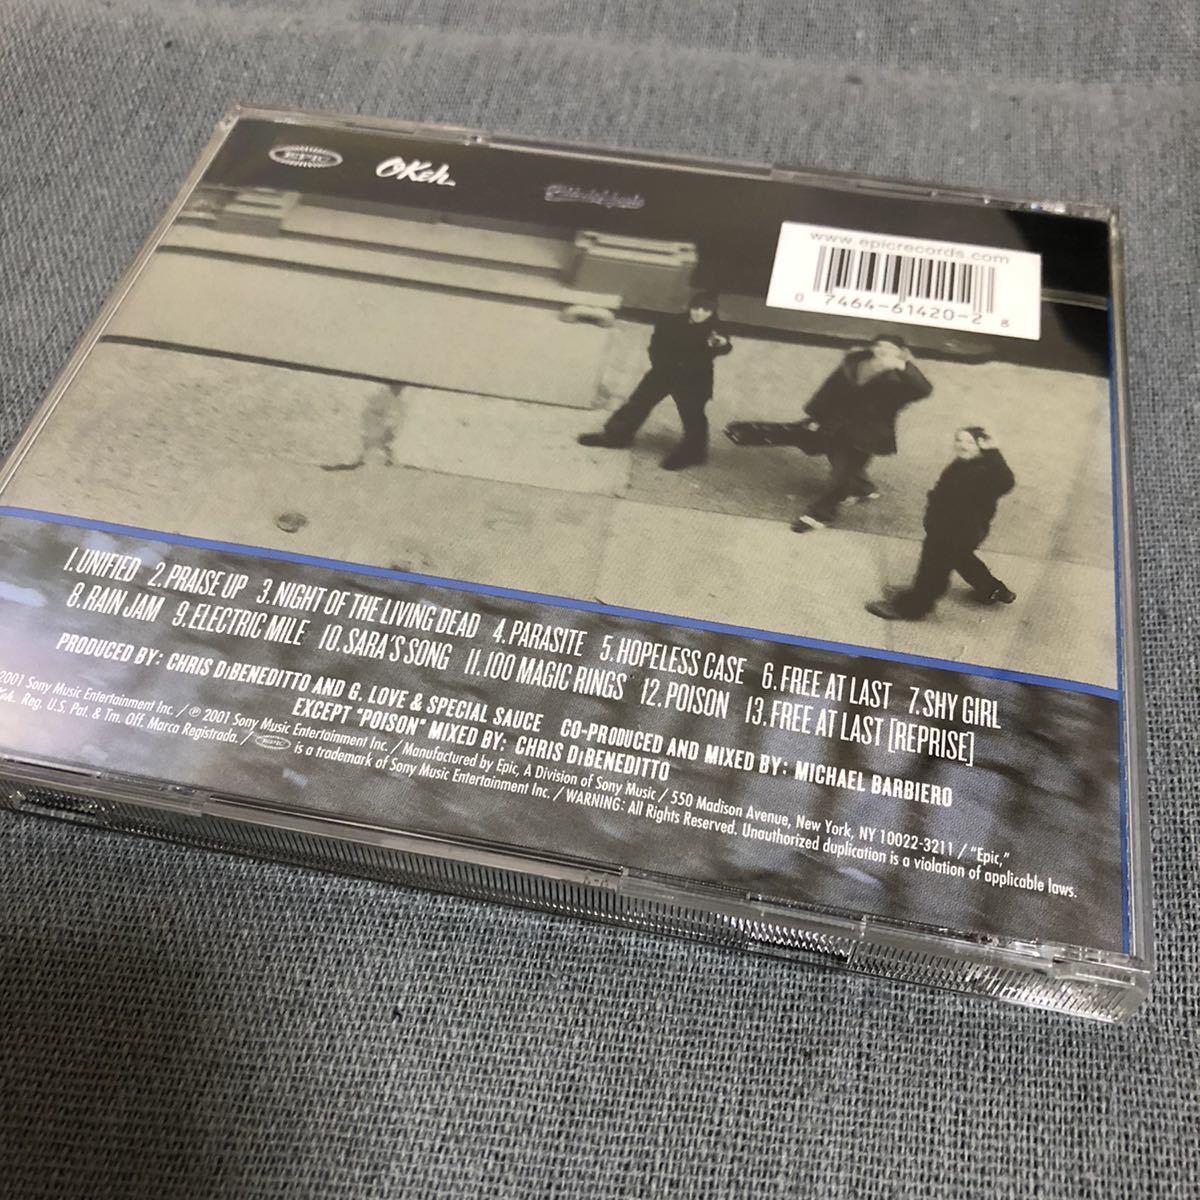 EPIC
OKeh
www.epicrecords.com
0 7464-61420-2 8
1. UNIFIED 2. PRAISE UP 3. NIGHT OF THE LIVING DEAD 4. PARASITE 5. HOPELESS CASE 6. FREE AT LAST 7. SHY GIRL
8. RAIN JAM 9. ELECTRIC MILE 10. SARA'S SONG 11. 100 MAGIC RINGS 12. POISON 13. FREE AT LAST [REPRISE]
PRODUCED BY: CHRIS DiBENEDITTO AND G. LOVE & SPECIAL SAUCE CO-PRODUCED AND MIXED BY: MICHAEL BARBIERO
EXCEPT "POISON" MIXED BY: CHRIS DiBENEDITTO
2001 Sony Music Entertainment Inc. / ℗ 2001 Sony Music Entertainment Inc. / Manufactured by Epic, A Division of Sony Music / 550 Madison Avenue, New York, NY 10022-3211 / "Epic,"
Reg. U.S. Pat. & Tm. Off. Marca Registrada. / EPIC is a trademark of Sony Music Entertainment Inc. / WARNING: All Rights Reserved. Unauthorized duplication is a violation of applicable laws.